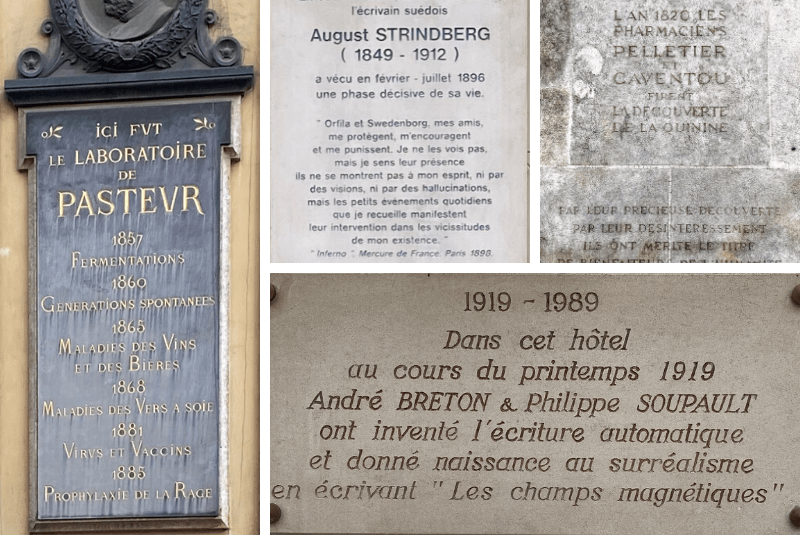 ICI FVT
LE LABORATOIRE
DE
PASTEVR
1857
FERMENTATIONS
1860
GENERATIONS SPONTANEES
1865
MALADIES DES VINS
ET DES BIERES
1868
MALADIES DES VERS A SOIE
1881
VIRVS ET VACCINS
1885
PROPHYLAXIE DE LA RAGE
l'écrivain suédois
August STRINDBERG
( 1849 - 1912 )
a vécu en février - juillet 1896
une phase décisive de sa vie.
" Orfila et Swedenborg, mes amis,
me protègent, m'encouragent
et me punissent. Je ne les vois pas,
mais je sens leur présence
ils ne se montrent pas à mon esprit, ni par
des visions, ni par des hallucinations,
mais les petits événements quotidiens
que je recueille manifestent
leur intervention dans les vicissitudes
de mon existence. "
" Inferno ". Mercure de France. Paris 1898.
L'AN 1820 LES
PHARMACIENS
PELLETIER
ET
CAVENTOU
FIRENT
LA DECOUVERTE
DE LA QUININE
PAR LEUR PRECIEUSE DECOUVERTE
PAR LEUR DESINTERESSEMENT
ILS ONT MERITE LE TITRE
1919 - 1989
Dans cet hôtel
au cours du printemps 1919
André BRETON & Philippe SOUPAULT
ont inventé l'écriture automatique
et donné naissance au surréalisme
en écrivant " Les champs magnétiques "